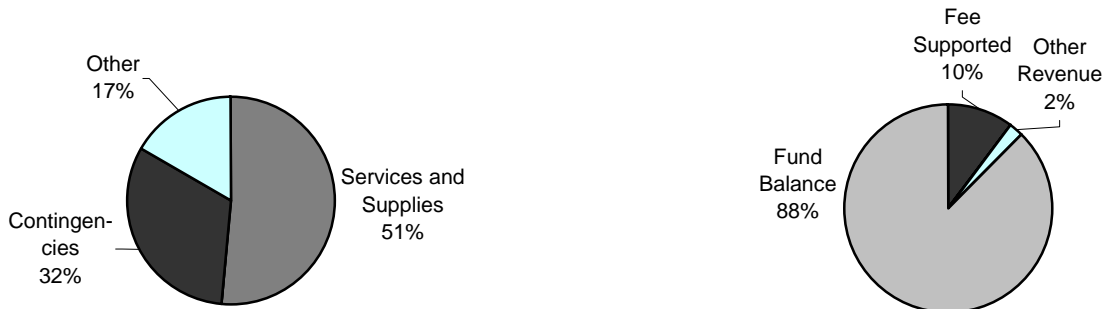 Other
17%
Services and
Supplies
51%
Contingen-
cies
32%
Fee
Supported
10%
Other
Revenue
2%
Fund
Balance
88%